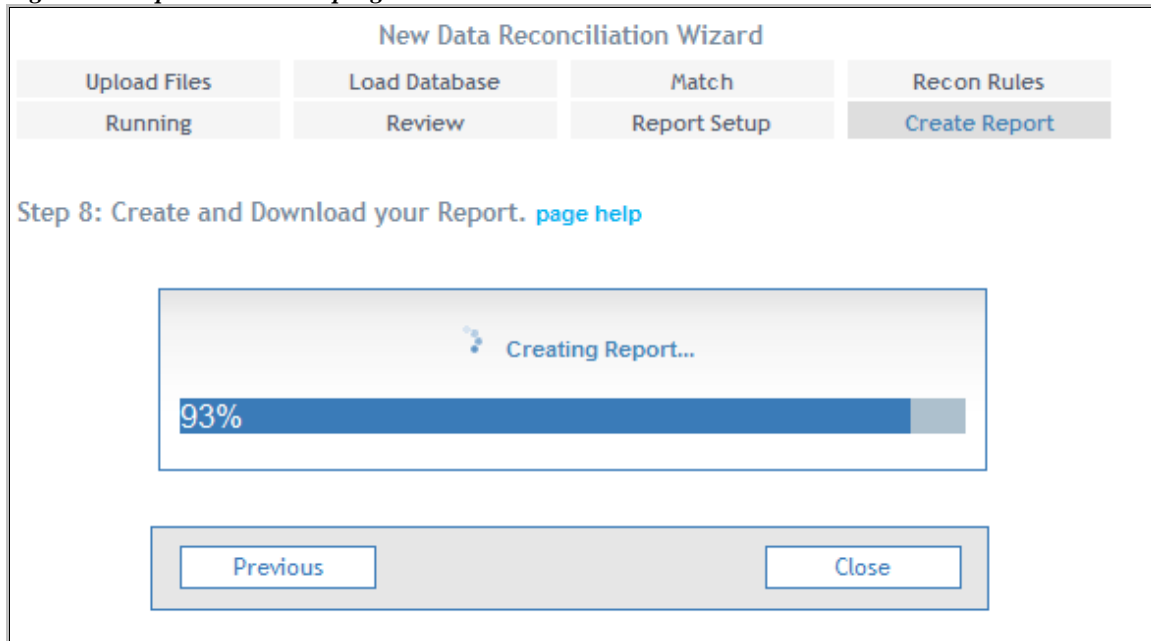 New Data Reconciliation Wizard
Upload Files Load Database Match Recon Rules
Running Review Report Setup Create Report
Step 8: Create and Download your Report. page help
Creating Report...
93%
Previous Close